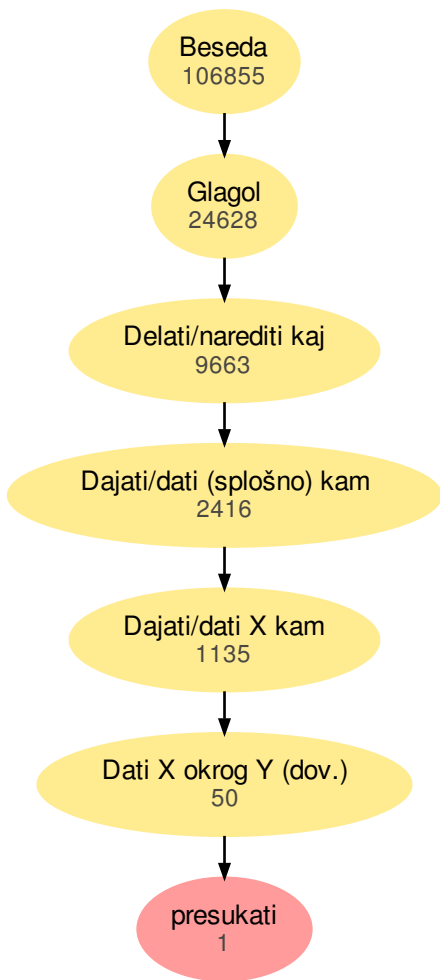 Beseda
106855
Glagol
24628
Delati/narediti kaj
9663
Dajati/dati (splošno) kam
2416
Dajati/dati X kam
1135
Dati X okrog Y (dov.)
50
presukati
1